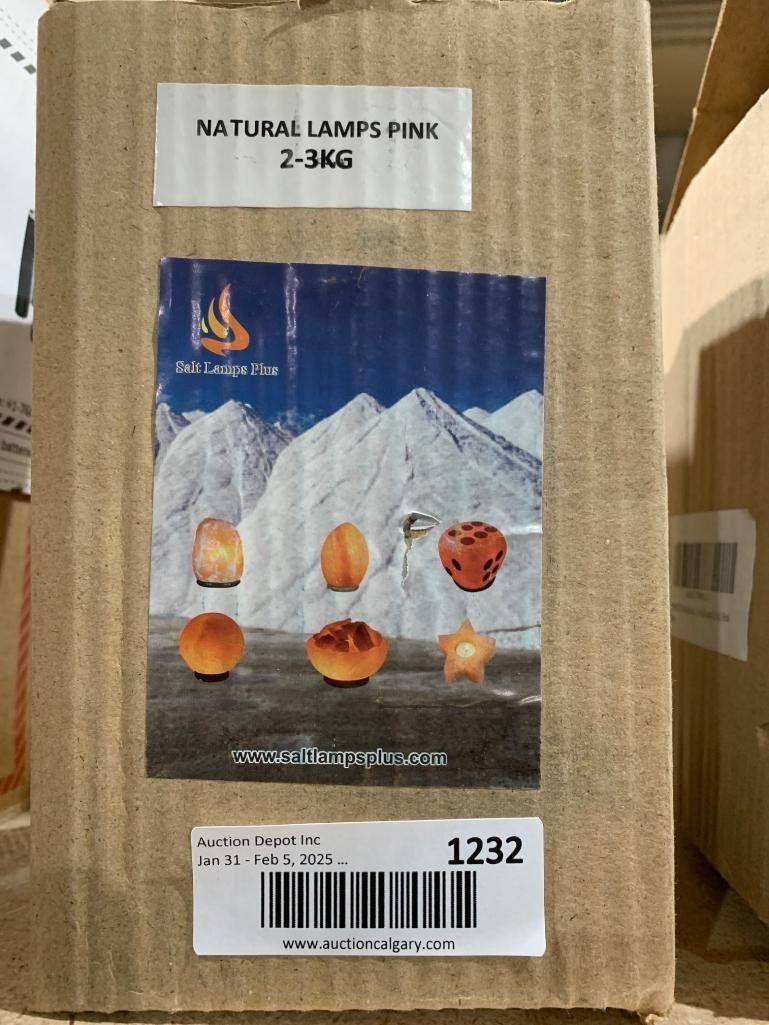 NATURAL LAMPS PINK
2-3KG
Salt Lamps Plus
www.saltlampsplus.com
Auction Depot Inc
Jan 31 - Feb 5, 2025 ...
1232
www.auctioncalgary.com